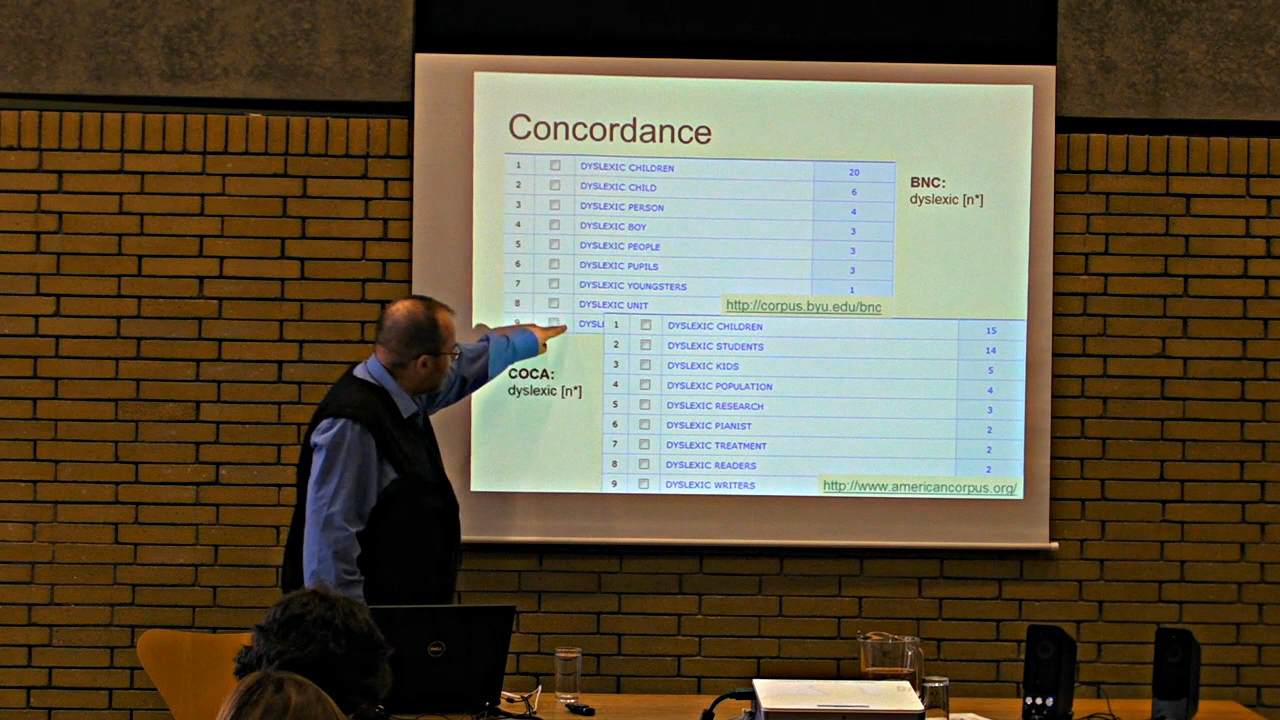 Concordance
1 DYSLEXIC CHILDREN 20
2 DYSLEXIC CHILD 6
3 DYSLEXIC PERSON 4
4 DYSLEXIC BOY 3
5 DYSLEXIC PEOPLE 3
6 DYSLEXIC PUPILS 3
7 DYSLEXIC YOUNGSTERS 1
8 DYSLEXIC UNIT
9 DYSL
BNC:
dyslexic [n*]
http://corpus.byu.edu/bnc
COCA:
dyslexic [n*]
1 DYSLEXIC CHILDREN 15
2 DYSLEXIC STUDENTS 14
3 DYSLEXIC KIDS 5
4 DYSLEXIC POPULATION 4
5 DYSLEXIC RESEARCH 3
6 DYSLEXIC PIANIST 2
7 DYSLEXIC TREATMENT 2
8 DYSLEXIC READERS 2
9 DYSLEXIC WRITERS
http://www.americancorpus.org/
DELL